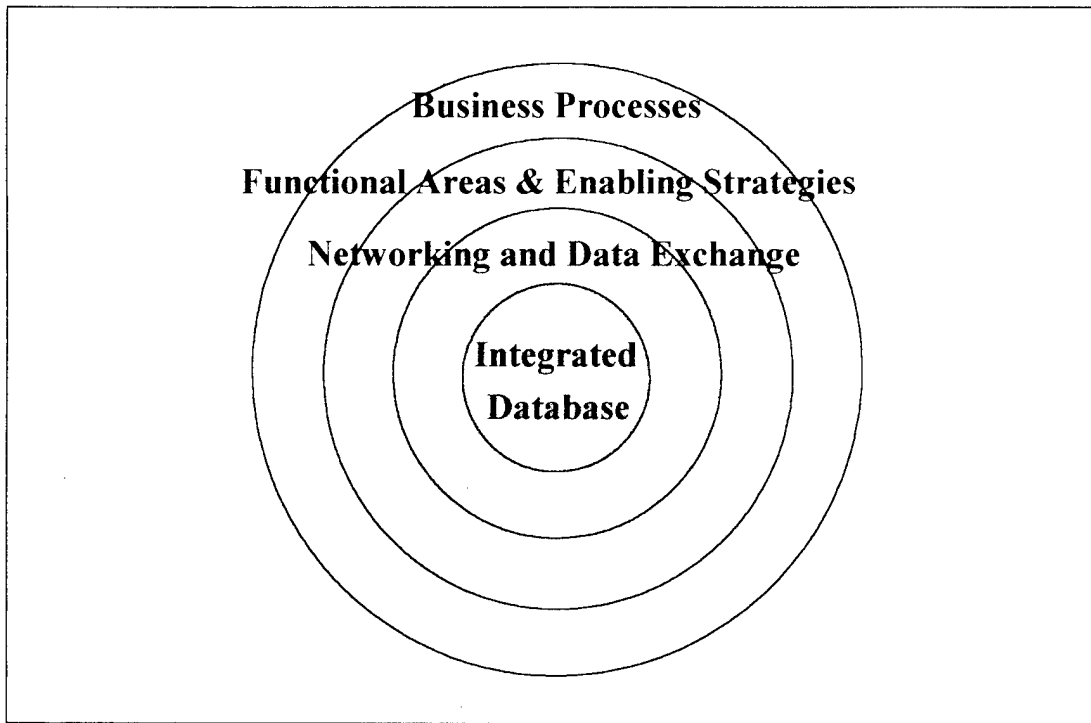 Business Processes
Functional Areas & Enabling Strategies
Networking and Data Exchange
Integrated
Database